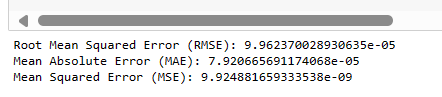 Root Mean Squared Error (RMSE): 9.962370028930635e-05
Mean Absolute Error (MAE): 7.920665691174068e-05
Mean Squared Error (MSE): 9.924881659333538e-09